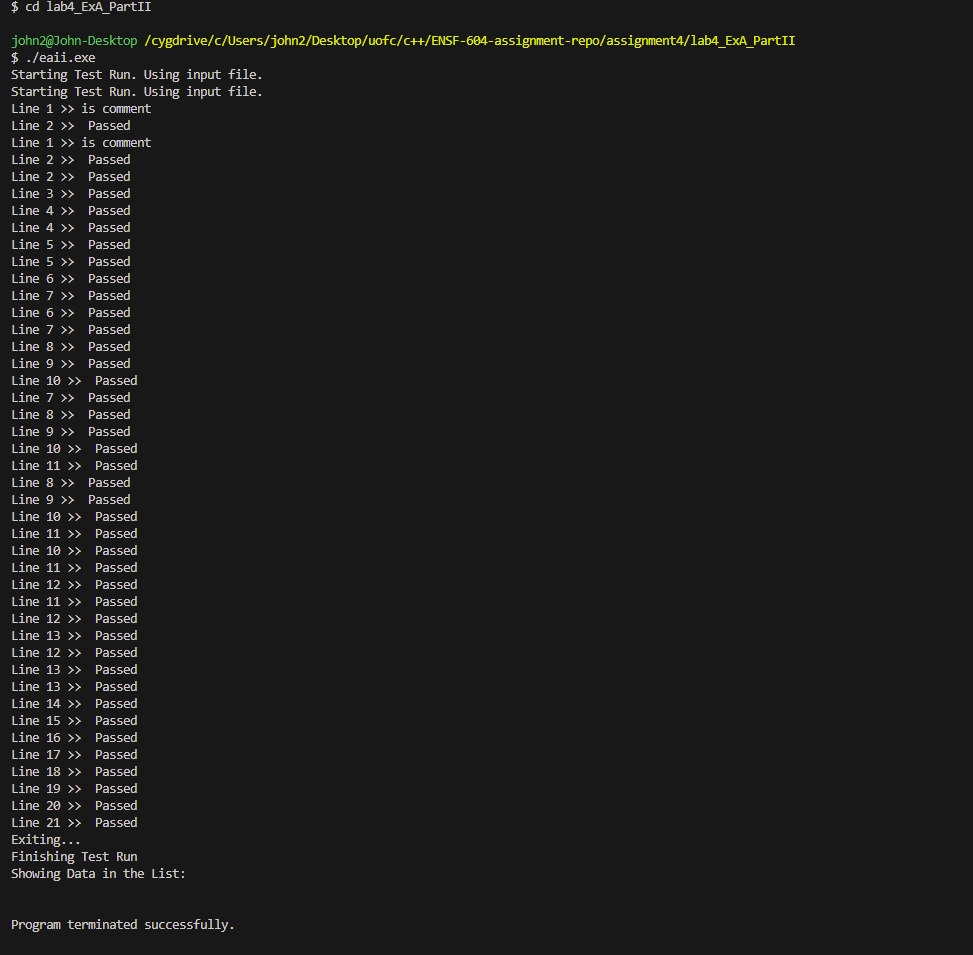 $ cd lab4_ExA_PartII
john2@John-Desktop /cygdrive/c/Users/john2/Desktop/uofc/c++/ENSF-604-assignment-repo/assignment4/lab4_ExA_PartII
$ ./eaii.exe
Starting Test Run. Using input file.
Starting Test Run. Using input file.
Line 1 >> is comment
Line 2 >>  Passed
Line 1 >> is comment
Line 2 >>  Passed
Line 2 >>  Passed
Line 3 >>  Passed
Line 4 >>  Passed
Line 4 >>  Passed
Line 5 >>  Passed
Line 5 >>  Passed
Line 6 >>  Passed
Line 7 >>  Passed
Line 6 >>  Passed
Line 7 >>  Passed
Line 8 >>  Passed
Line 9 >>  Passed
Line 10 >>  Passed
Line 7 >>  Passed
Line 8 >>  Passed
Line 9 >>  Passed
Line 10 >>  Passed
Line 11 >>  Passed
Line 8 >>  Passed
Line 9 >>  Passed
Line 10 >>  Passed
Line 11 >>  Passed
Line 10 >>  Passed
Line 11 >>  Passed
Line 12 >>  Passed
Line 11 >>  Passed
Line 12 >>  Passed
Line 13 >>  Passed
Line 12 >>  Passed
Line 13 >>  Passed
Line 13 >>  Passed
Line 14 >>  Passed
Line 15 >>  Passed
Line 16 >>  Passed
Line 17 >>  Passed
Line 18 >>  Passed
Line 19 >>  Passed
Line 20 >>  Passed
Line 21 >>  Passed
Exiting...
Finishing Test Run
Showing Data in the List:
Program terminated successfully.